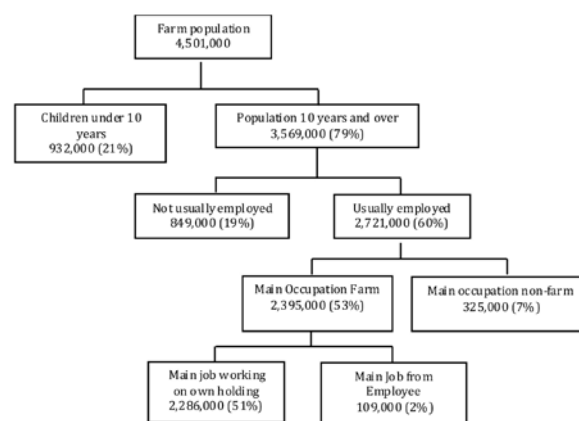 Farm population
4,501,000
Children under 10
years
932,000 (21%)
Population 10 years and over
3,569,000 (79%)
Not usually employed
849,000 (19%)
Usually employed
2,721,000 (60%)
Main Occupation Farm
2,395,000 (53%)
Main occupation non-farm
325,000 (7%)
Main job working
on own holding
2,286,000 (51%)
Main Job from
Employee
109,000 (2%)